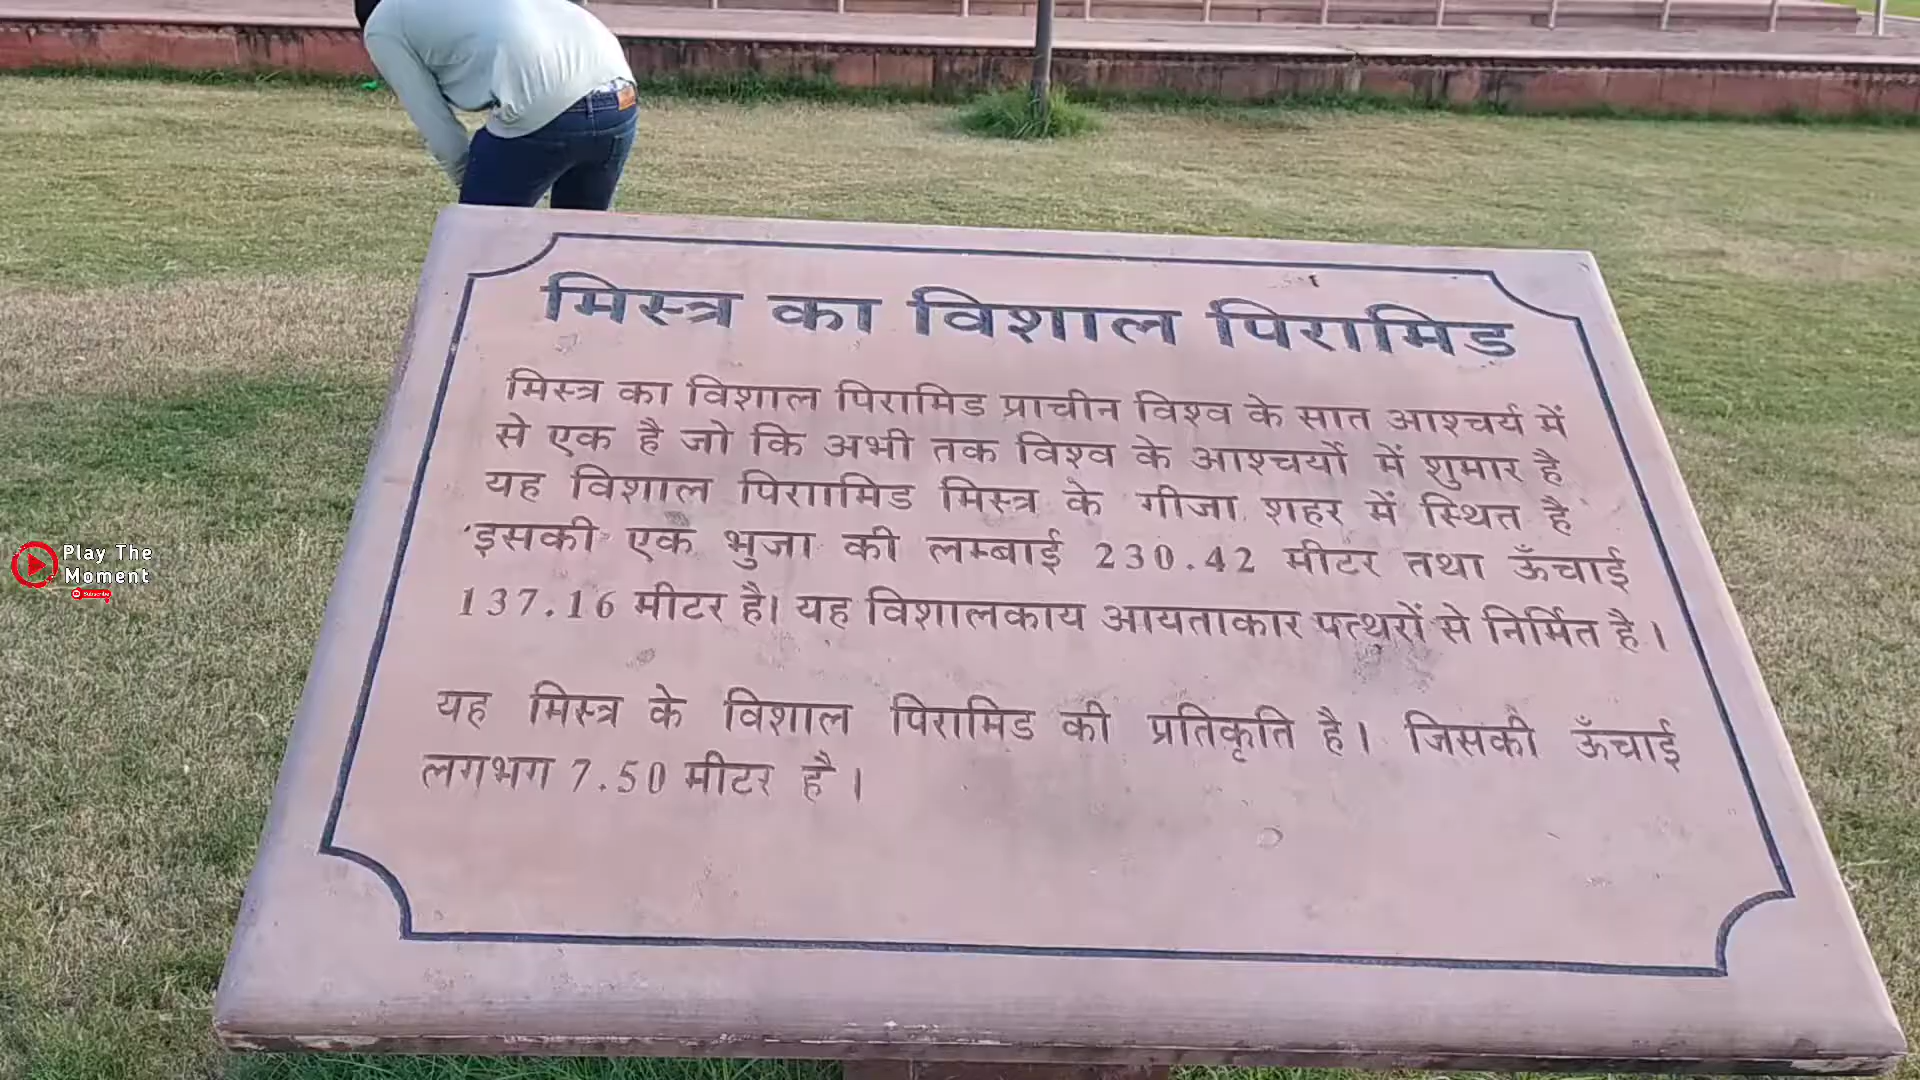 मिस्त्र का विशाल पिरामिड
मिस्त्र का विशाल पिरामिड प्राचीन विश्व के सात आश्चर्य में
से एक है जो कि अभी तक विश्व के आश्चर्यो में शुमार है
यह विशाल पिराामिड मिस्त्र के गीजा शहर में स्थित है
इसकी एक भुजा की लम्बाई 230.42 मीटर तथा ऊँचाई
137.16 मीटर है। यह विशालकाय आयताकार पत्थरों से निर्मित है।
यह मिस्त्र के विशाल पिरामिड की प्रतिकृति है। जिसकी ऊँचाई
लगभग 7.50 मीटर है।
Play The
Moment
Subscribe